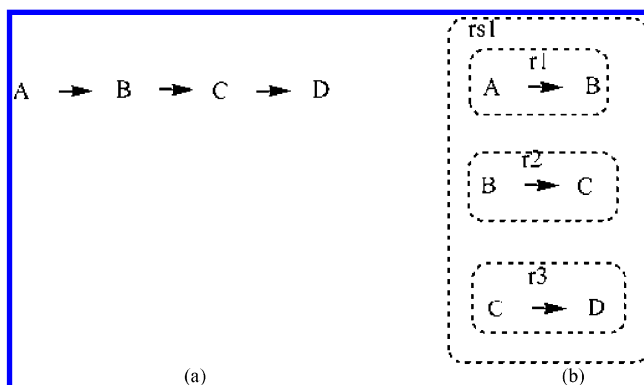 A → B → C → D
(a)
rs1
r1
A → B
r2
B → C
r3
C → D
(b)